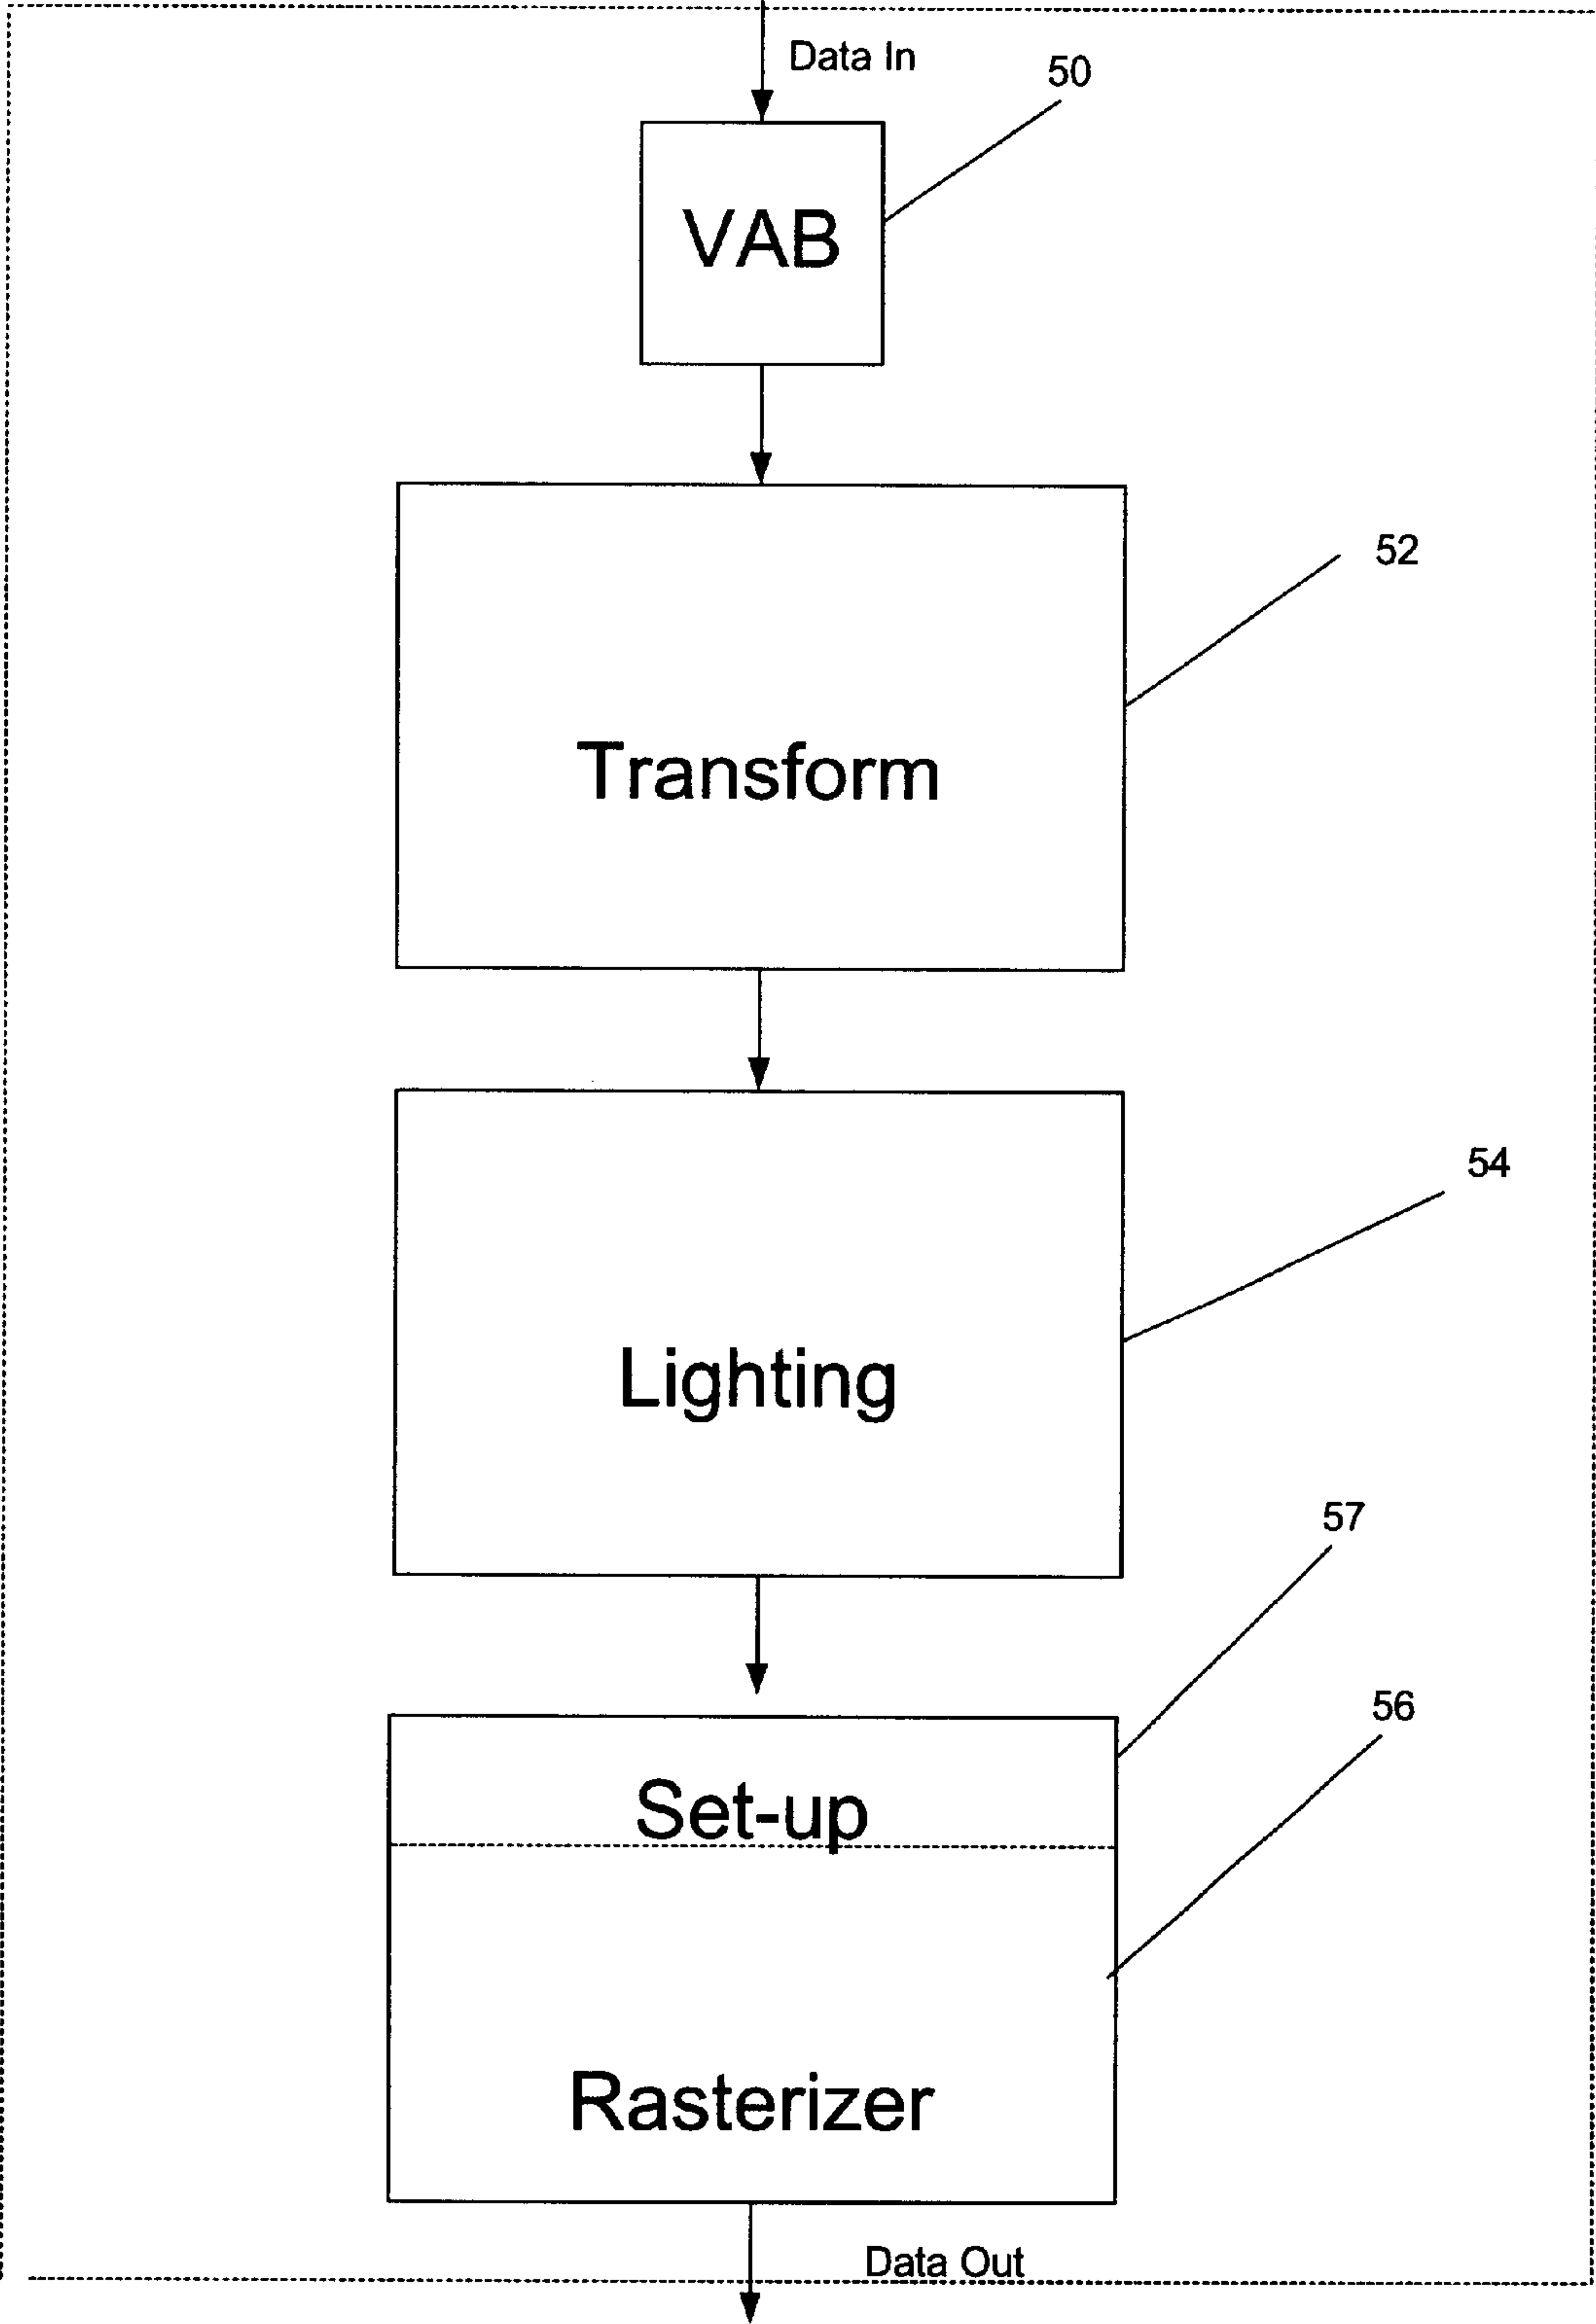 Data In
50
VAB
52
Transform
54
Lighting
57
Set-up
56
Rasterizer
Data Out